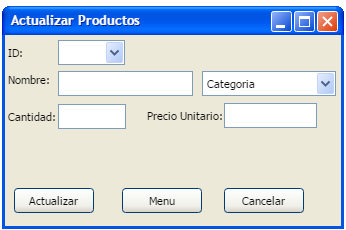 Actualizar Productos
ID:
Nombre: Categoria
Cantidad: Precio Unitario:
Actualizar Menu Cancelar